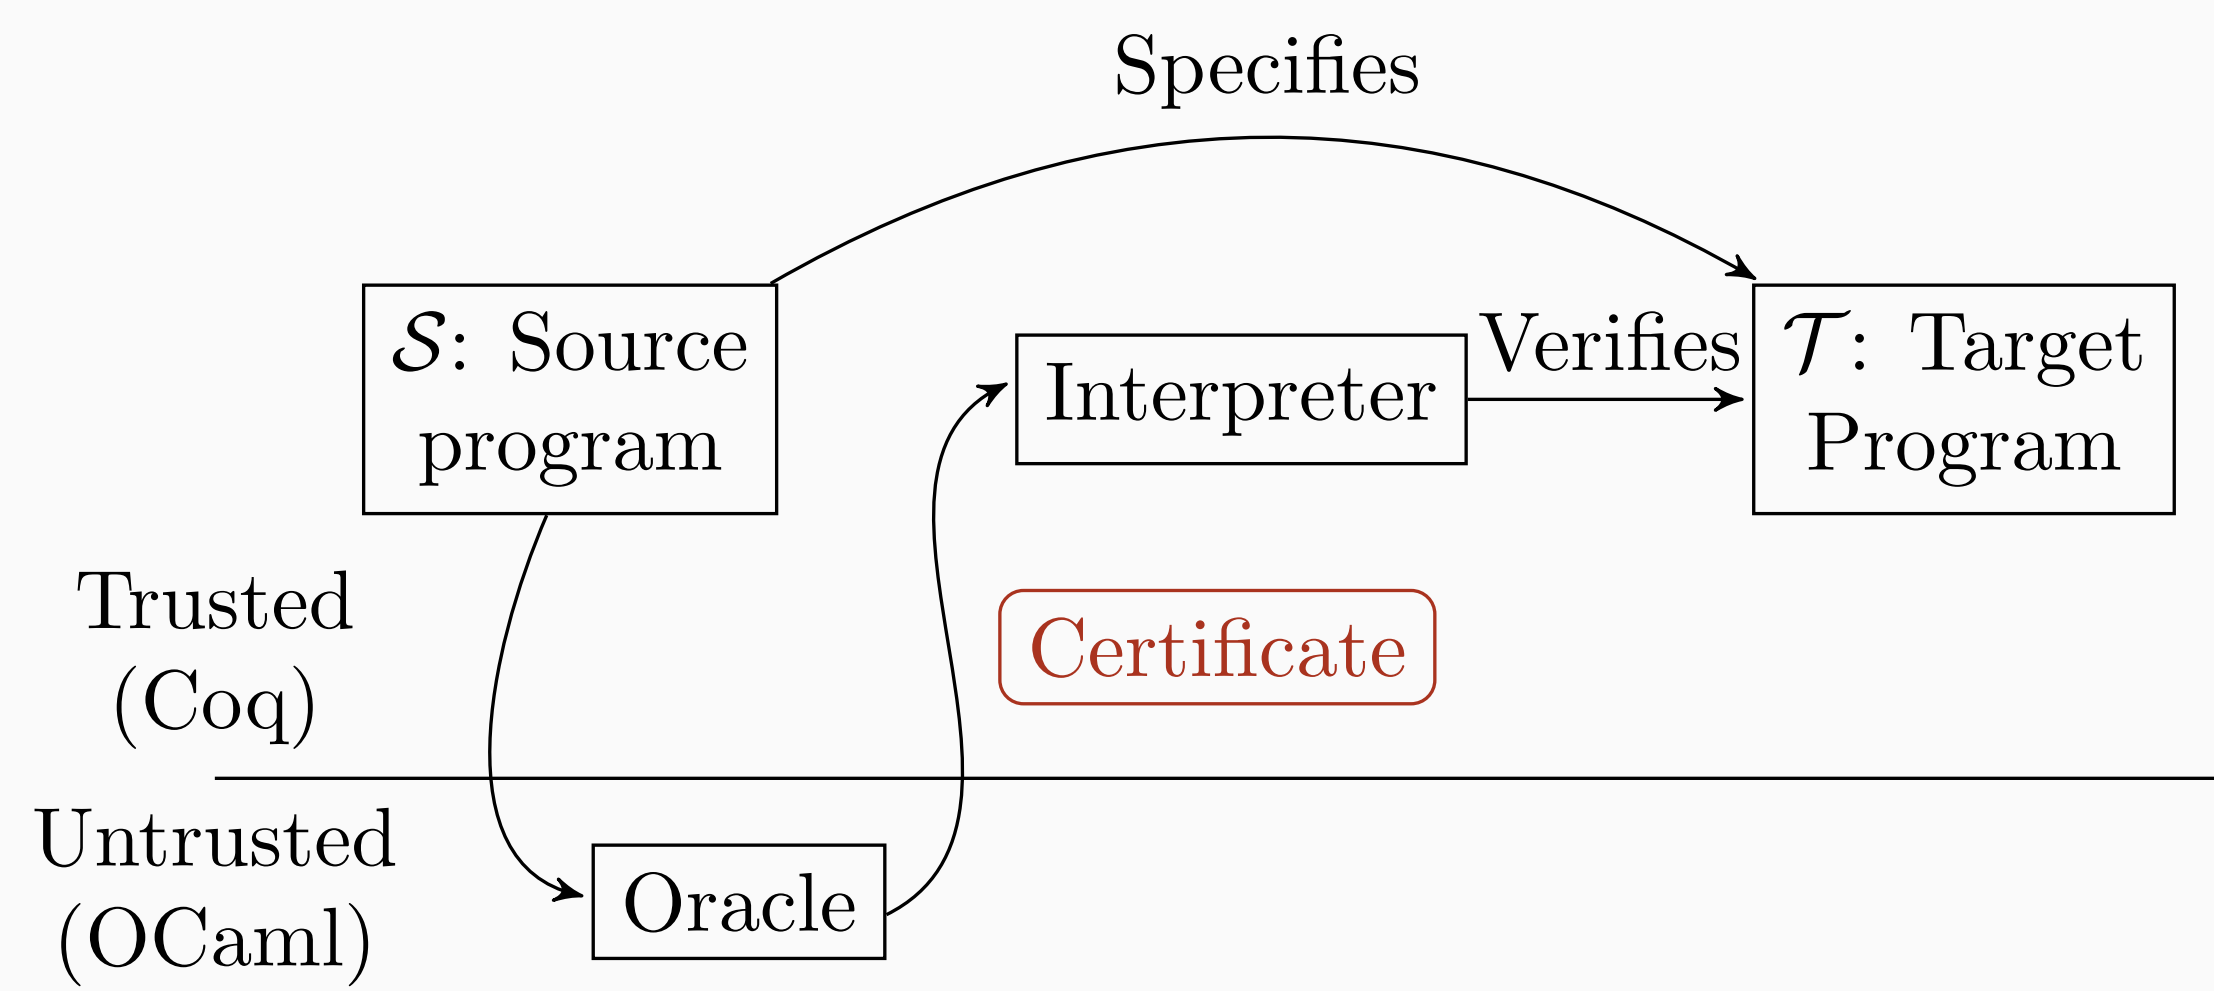 Specifies
𝒮: Source
program
Interpreter
Verifies
𝒯: Target
Program
Trusted
(Coq)
Certificate
Untrusted
(OCaml)
Oracle